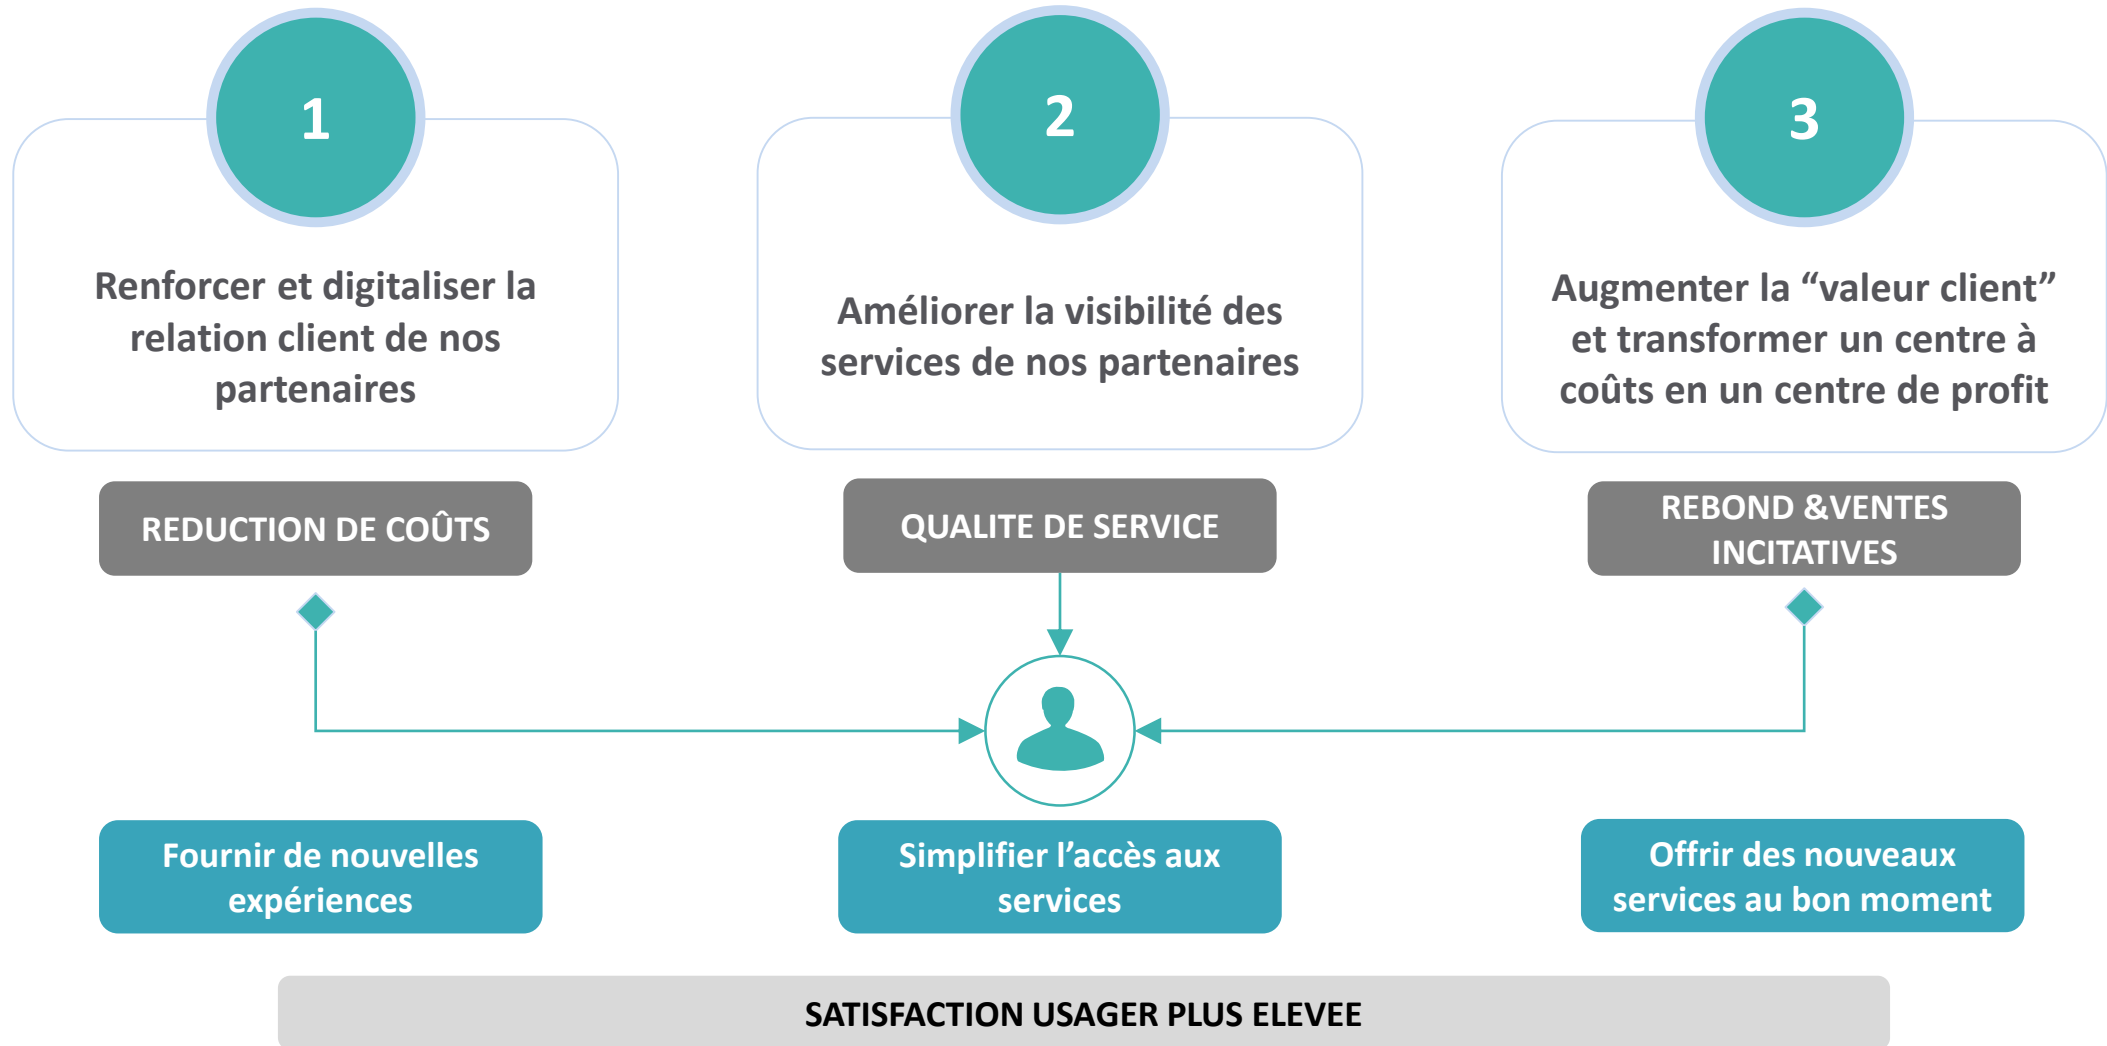 1
Renforcer et digitaliser la
relation client de nos
partenaires
REDUCTION DE COÛTS
2
Améliorer la visibilité des
services de nos partenaires
QUALITE DE SERVICE
3
Augmenter la “valeur client”
et transformer un centre à
coûts en un centre de profit
REBOND &VENTES
INCITATIVES
Fournir de nouvelles
expériences
Simplifier l’accès aux
services
Offrir des nouveaux
services au bon moment
SATISFACTION USAGER PLUS ELEVEE